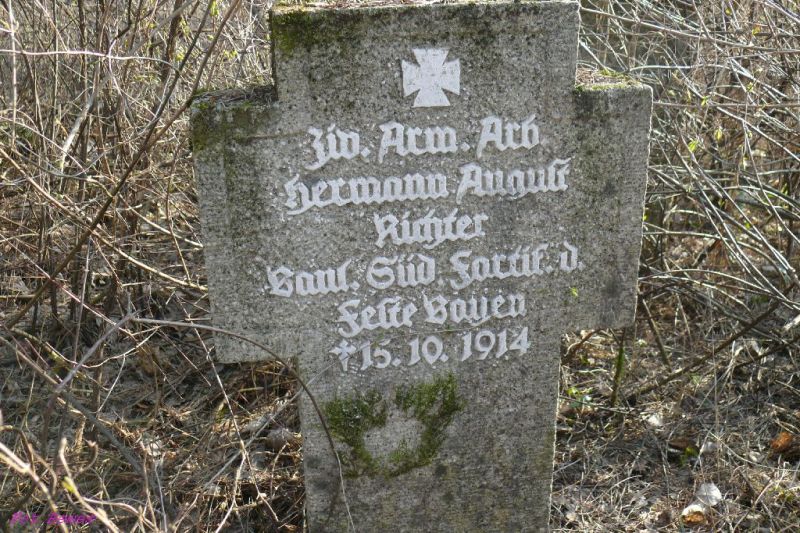 Ziv. Arm. Arb.
Hermann August
Richter
Baul. Süd. Fortif. d.
Feste Boyen
†15.10.1914